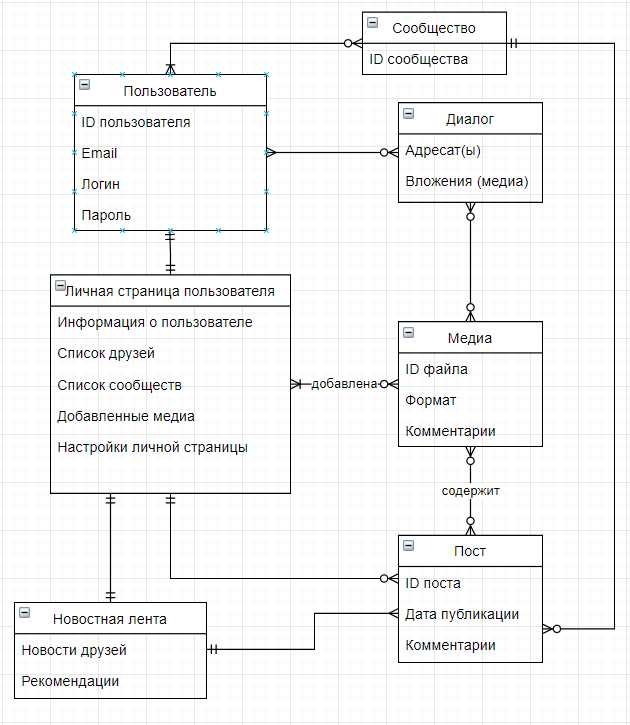 Сообщество
ID сообщества
Пользователь
ID пользователя
Email
Логин
Пароль
Диалог
Адресат(ы)
Вложения (медиа)
Личная страница пользователя
Информация о пользователе
Список друзей
Список сообществ
Добавленные медиа
Настройки личной страницы
добавлена
Медиа
ID файла
Формат
Комментарии
содержит
Пост
ID поста
Дата публикации
Комментарии
Новостная лента
Новости друзей
Рекомендации